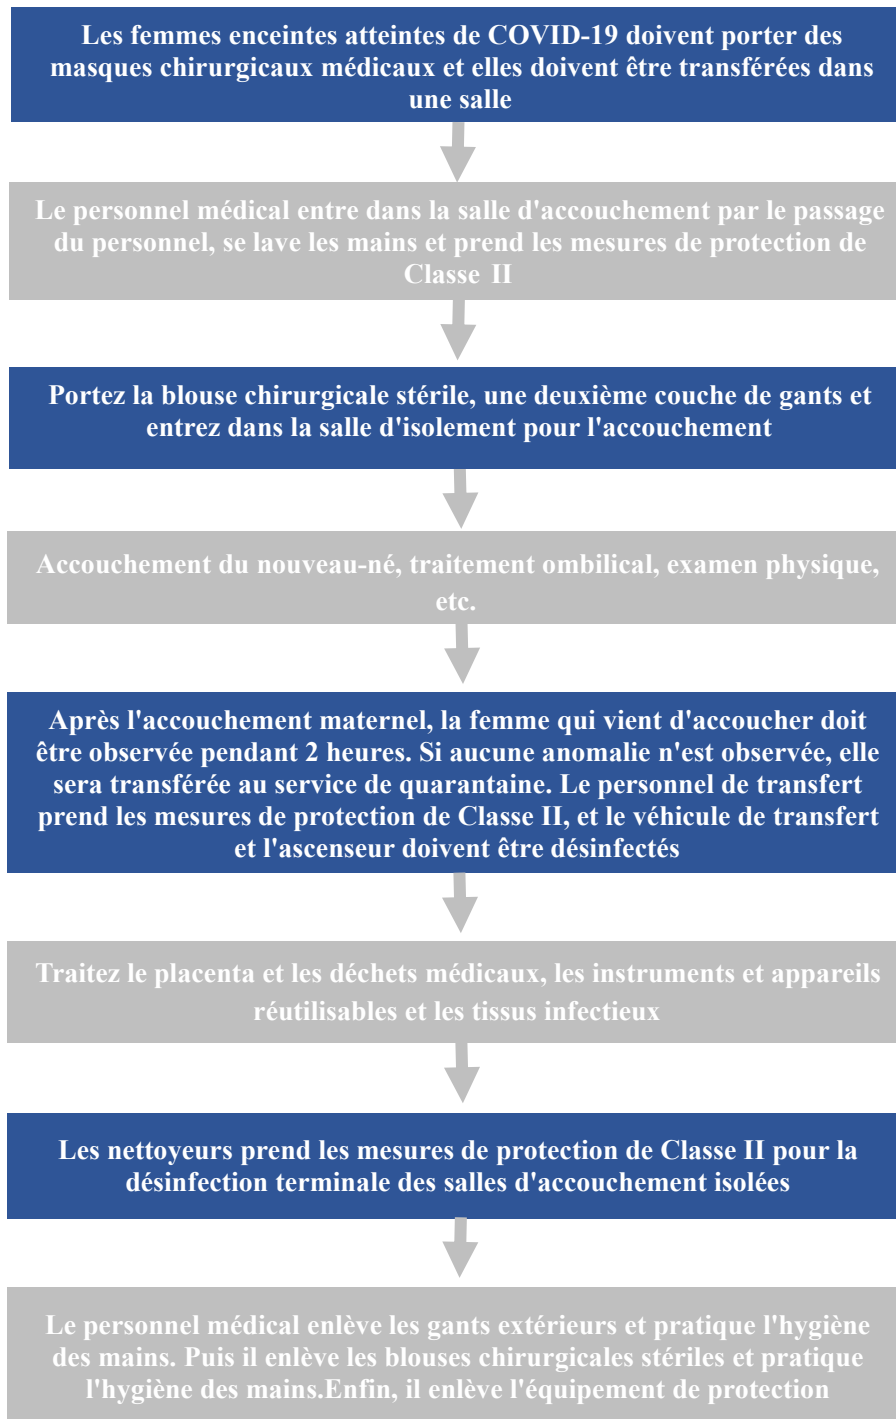 Les femmes enceintes atteintes de COVID-19 doivent porter des
masques chirurgicaux médicaux et elles doivent être transférées dans
une salle
Le personnel médical entre dans la salle d'accouchement par le passage
du personnel, se lave les mains et prend les mesures de protection de
Classe II
Portez la blouse chirurgicale stérile, une deuxième couche de gants et
entrez dans la salle d'isolement pour l'accouchement
Accouchement du nouveau-né, traitement ombilical, examen physique,
etc.
Après l'accouchement maternel, la femme qui vient d'accoucher doit
être observée pendant 2 heures. Si aucune anomalie n'est observée, elle
sera transférée au service de quarantaine. Le personnel de transfert
prend les mesures de protection de Classe II, et le véhicule de transfert
et l'ascenseur doivent être désinfectés
Traitez le placenta et les déchets médicaux, les instruments et appareils
réutilisables et les tissus infectieux
Les nettoyeurs prend les mesures de protection de Classe II pour la
désinfection terminale des salles d'accouchement isolées
Le personnel médical enlève les gants extérieurs et pratique l'hygiène
des mains. Puis il enlève les blouses chirurgicales stériles et pratique
l'hygiène des mains.Enfin, il enlève l'équipement de protection